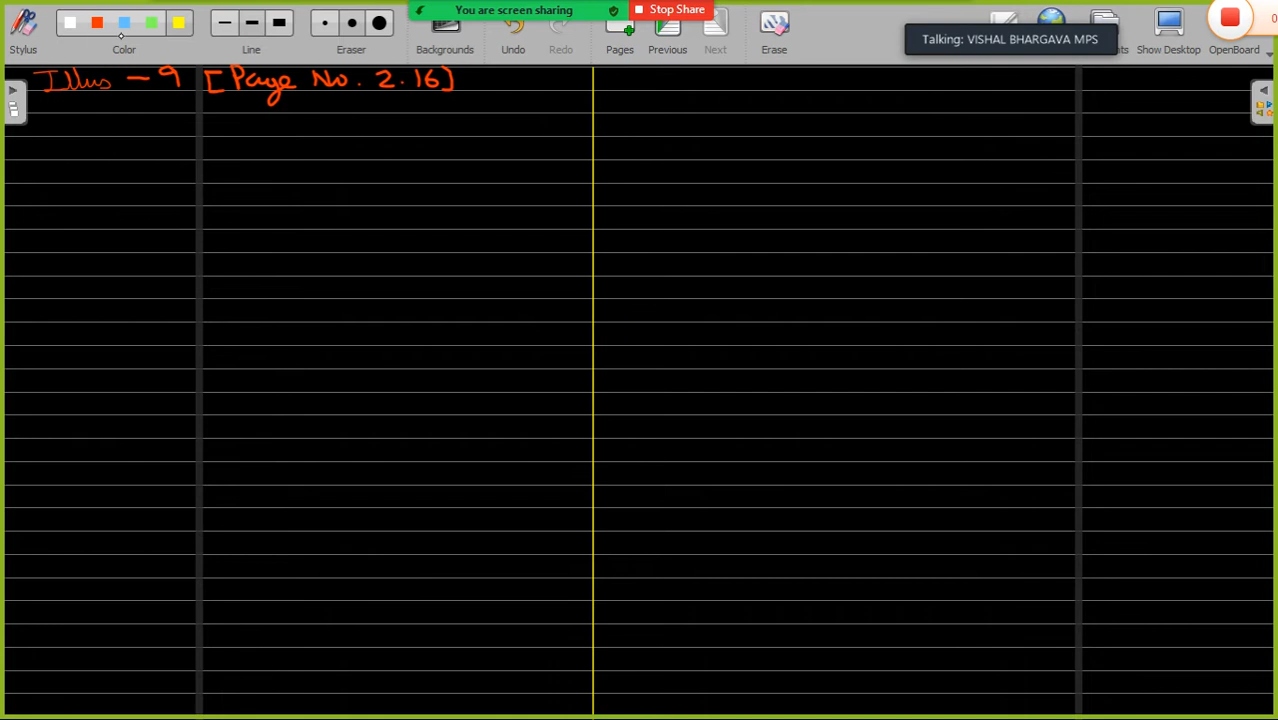 You are screen sharing
Stop Share
Talking: VISHAL BHARGAVA MPS
Stylus
Color
Line
Eraser
Backgrounds
Undo
Redo
Pages
Previous
Next
Erase
Show Desktop
OpenBoard
Illus - 9 [Page No. 2.16]